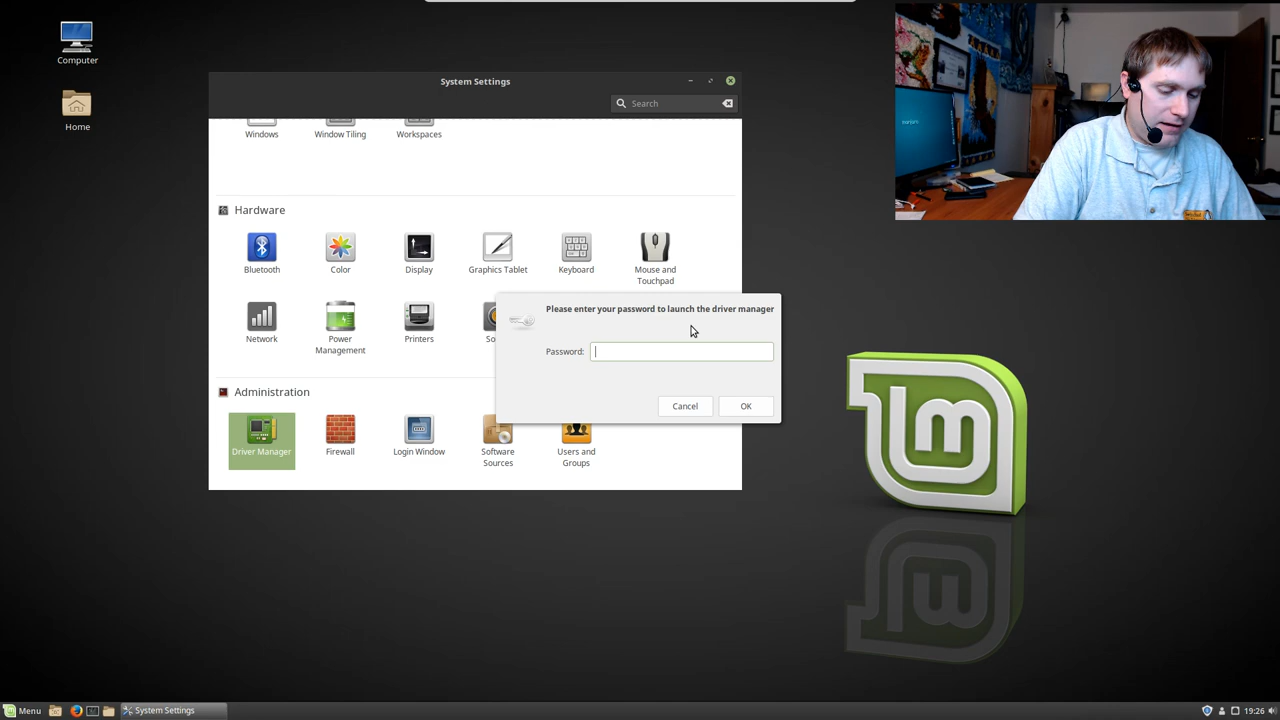 Computer
Home
System Settings
Search
Windows
Window Tiling
Workspaces
Hardware
Bluetooth
Color
Display
Graphics Tablet
Keyboard
Mouse and
Touchpad
Network
Power
Management
Printers
So
Please enter your password to launch the driver manager
Password:
Cancel
OK
Administration
Driver Manager
Firewall
Login Window
Software
Sources
Users and
Groups
lm
Menu
System Settings
19:26